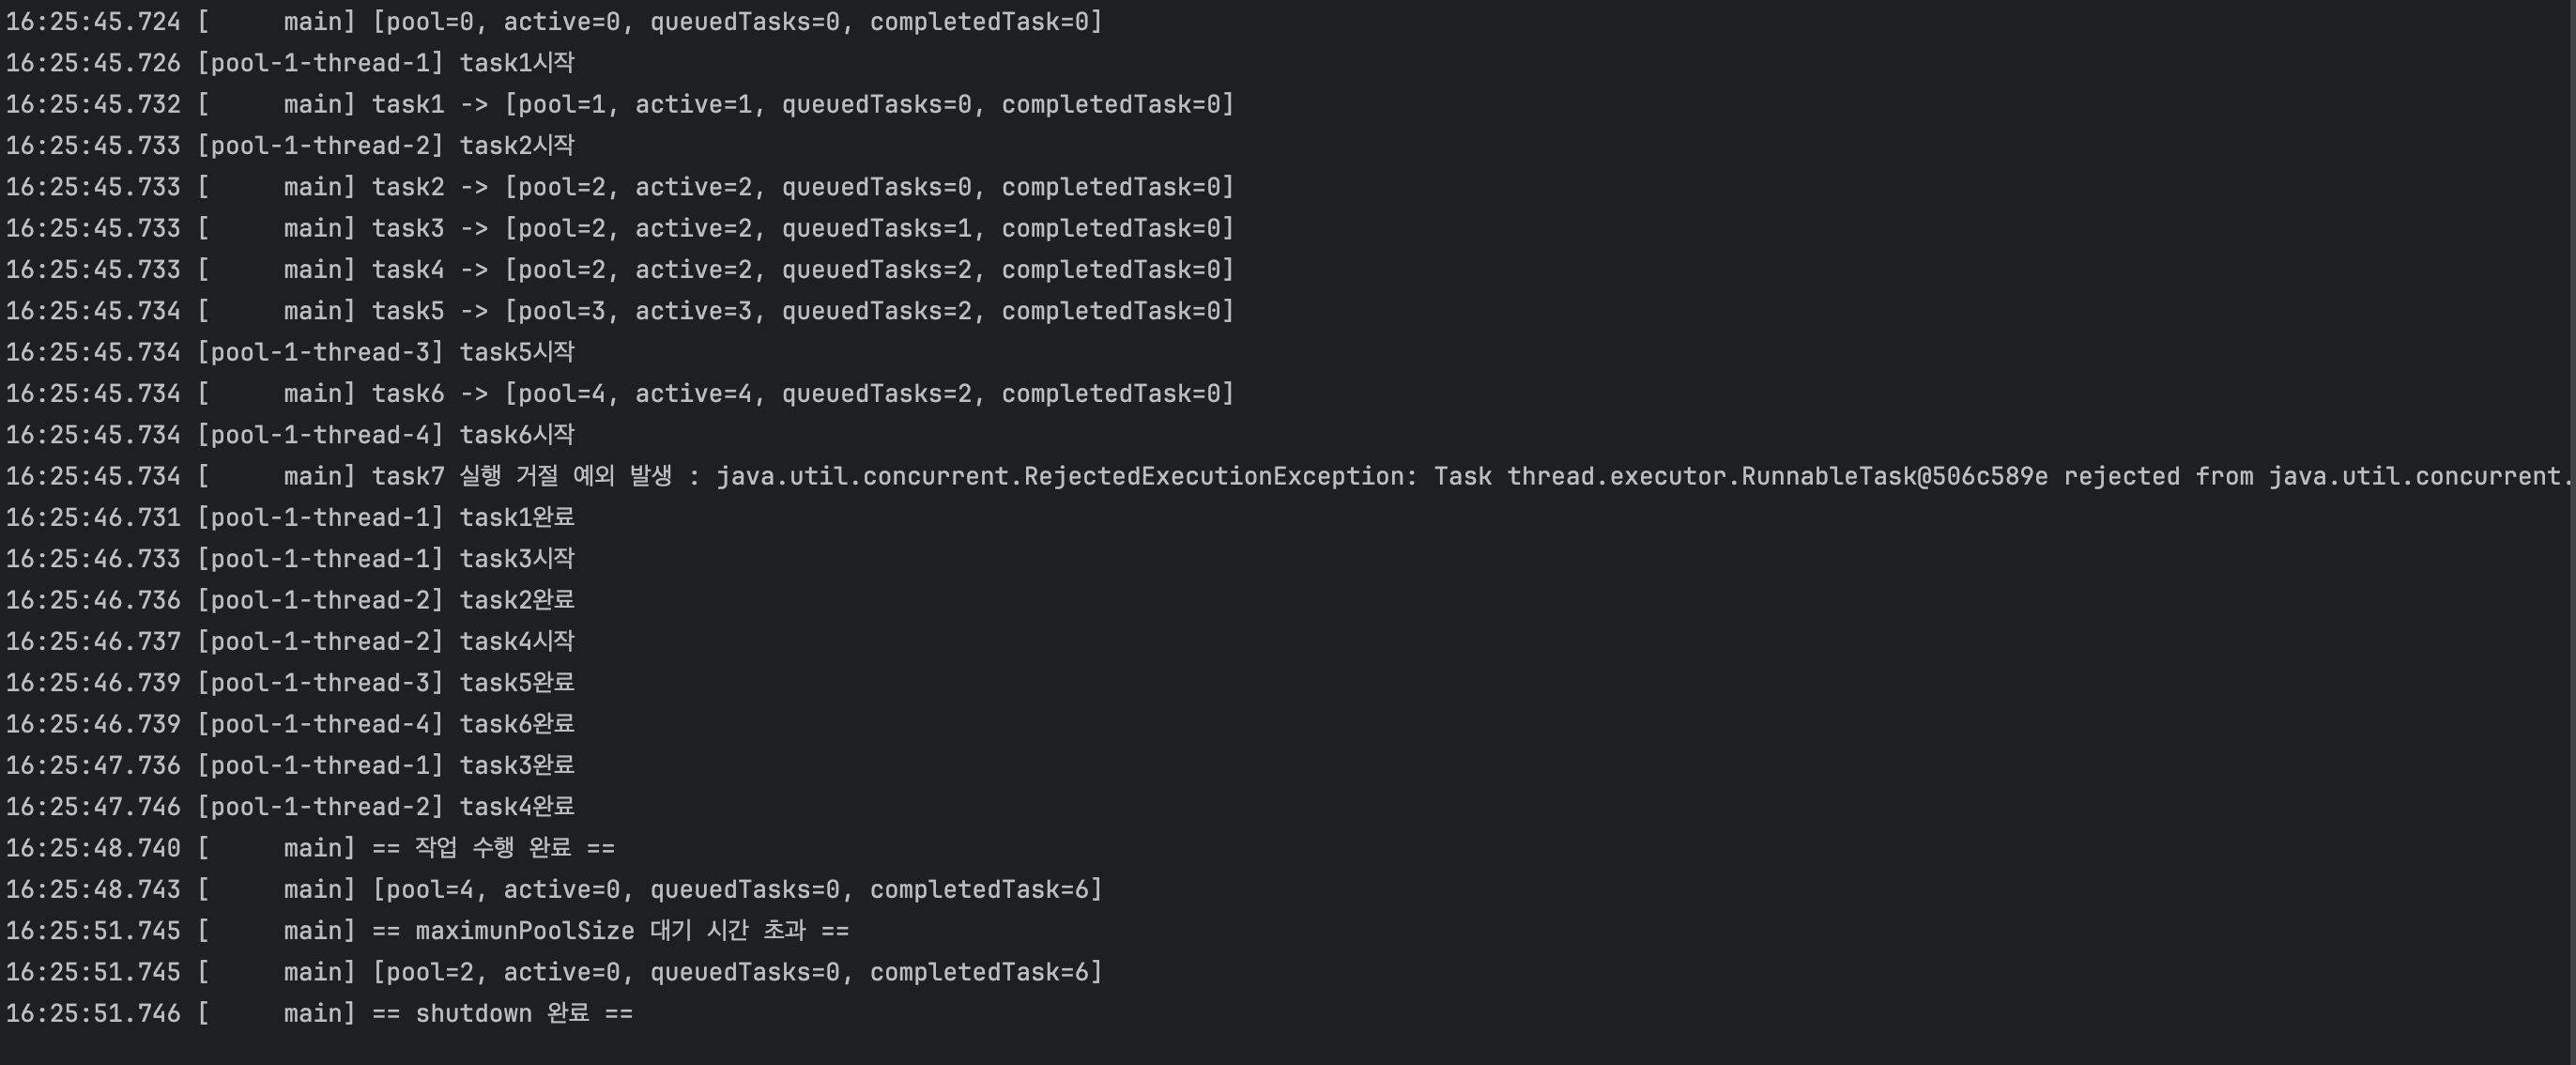 16:25:45.724 [     main] [pool=0, active=0, queuedTasks=0, completedTask=0]
16:25:45.726 [pool-1-thread-1] task1시작
16:25:45.732 [     main] task1 -> [pool=1, active=1, queuedTasks=0, completedTask=0]
16:25:45.733 [pool-1-thread-2] task2시작
16:25:45.733 [     main] task2 -> [pool=2, active=2, queuedTasks=0, completedTask=0]
16:25:45.733 [     main] task3 -> [pool=2, active=2, queuedTasks=1, completedTask=0]
16:25:45.733 [     main] task4 -> [pool=2, active=2, queuedTasks=2, completedTask=0]
16:25:45.734 [     main] task5 -> [pool=3, active=3, queuedTasks=2, completedTask=0]
16:25:45.734 [pool-1-thread-3] task5시작
16:25:45.734 [     main] task6 -> [pool=4, active=4, queuedTasks=2, completedTask=0]
16:25:45.734 [pool-1-thread-4] task6시작
16:25:45.734 [     main] task7 실행 거절 예외 발생 : java.util.concurrent.RejectedExecutionException: Task thread.executor.RunnableTask@506c589e rejected from java.util.concurrent.
16:25:46.731 [pool-1-thread-1] task1완료
16:25:46.733 [pool-1-thread-1] task3시작
16:25:46.736 [pool-1-thread-2] task2완료
16:25:46.737 [pool-1-thread-2] task4시작
16:25:46.739 [pool-1-thread-3] task5완료
16:25:46.739 [pool-1-thread-4] task6완료
16:25:47.736 [pool-1-thread-1] task3완료
16:25:47.746 [pool-1-thread-2] task4완료
16:25:48.740 [     main] == 작업 수행 완료 ==
16:25:48.743 [     main] [pool=4, active=0, queuedTasks=0, completedTask=6]
16:25:51.745 [     main] == maximunPoolSize 대기 시간 초과 ==
16:25:51.745 [     main] [pool=2, active=0, queuedTasks=0, completedTask=6]
16:25:51.746 [     main] == shutdown 완료 ==